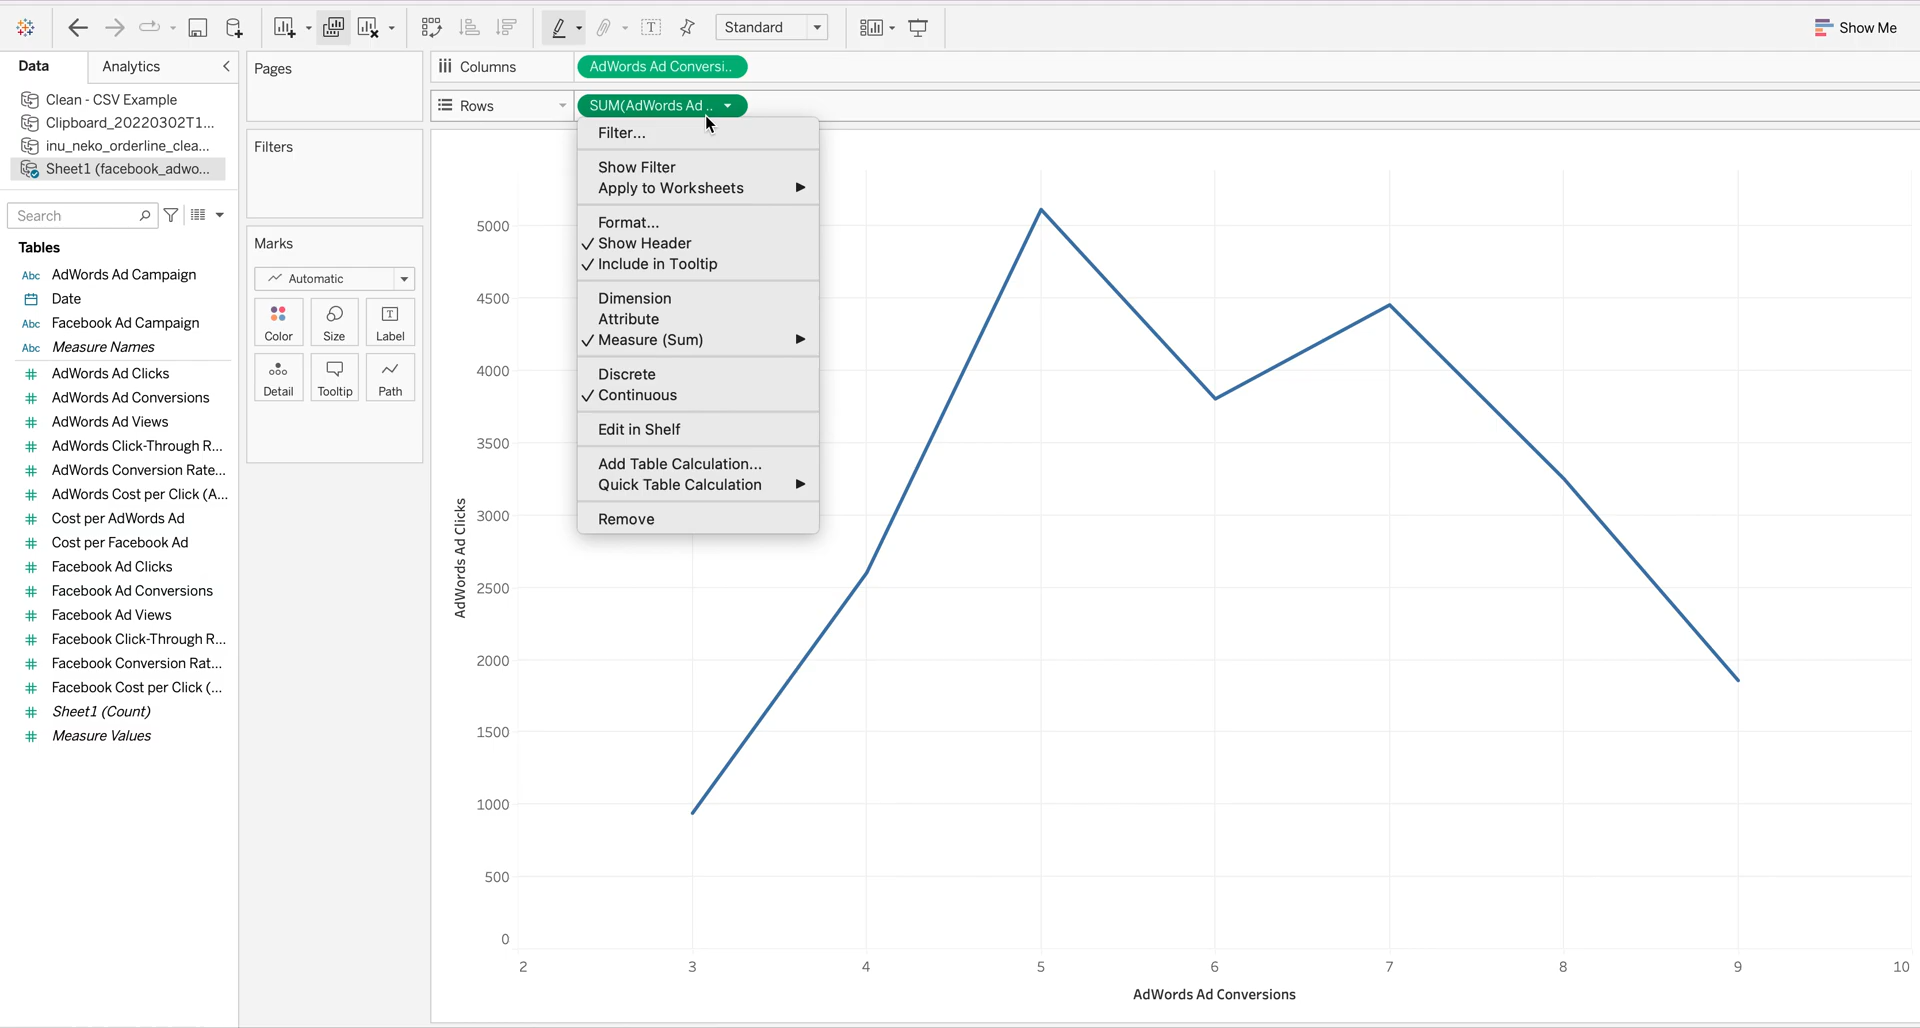 Standard
Show Me
Data
Analytics
Clean - CSV Example
Clipboard_20220302T1...
inu_neko_orderline_clea...
Sheet1 (facebook_adwo...
Search
Tables
Abc AdWords Ad Campaign
Date
Abc Facebook Ad Campaign
Abc Measure Names
# AdWords Ad Clicks
# AdWords Ad Conversions
# AdWords Ad Views
# AdWords Click-Through R...
# AdWords Conversion Rate...
# AdWords Cost per Click (A...
# Cost per AdWords Ad
# Cost per Facebook Ad
# Facebook Ad Clicks
# Facebook Ad Conversions
# Facebook Ad Views
# Facebook Click-Through R...
# Facebook Conversion Rat...
# Facebook Cost per Click (...
# Sheet1 (Count)
# Measure Values
Pages
Filters
Marks
Automatic
Color Size Label
Detail Tooltip Path
Columns
AdWords Ad Conversi..
Rows
SUM(AdWords Ad ..
Filter...
Show Filter
Apply to Worksheets
Format...
✓ Show Header
✓ Include in Tooltip
Dimension
Attribute
✓ Measure (Sum)
Discrete
✓ Continuous
Edit in Shelf
Add Table Calculation...
Quick Table Calculation
Remove
AdWords Ad Clicks
5000
4500
4000
3500
3000
2500
2000
1500
1000
500
0
2 3 4 5 6 7 8 9 10
AdWords Ad Conversions